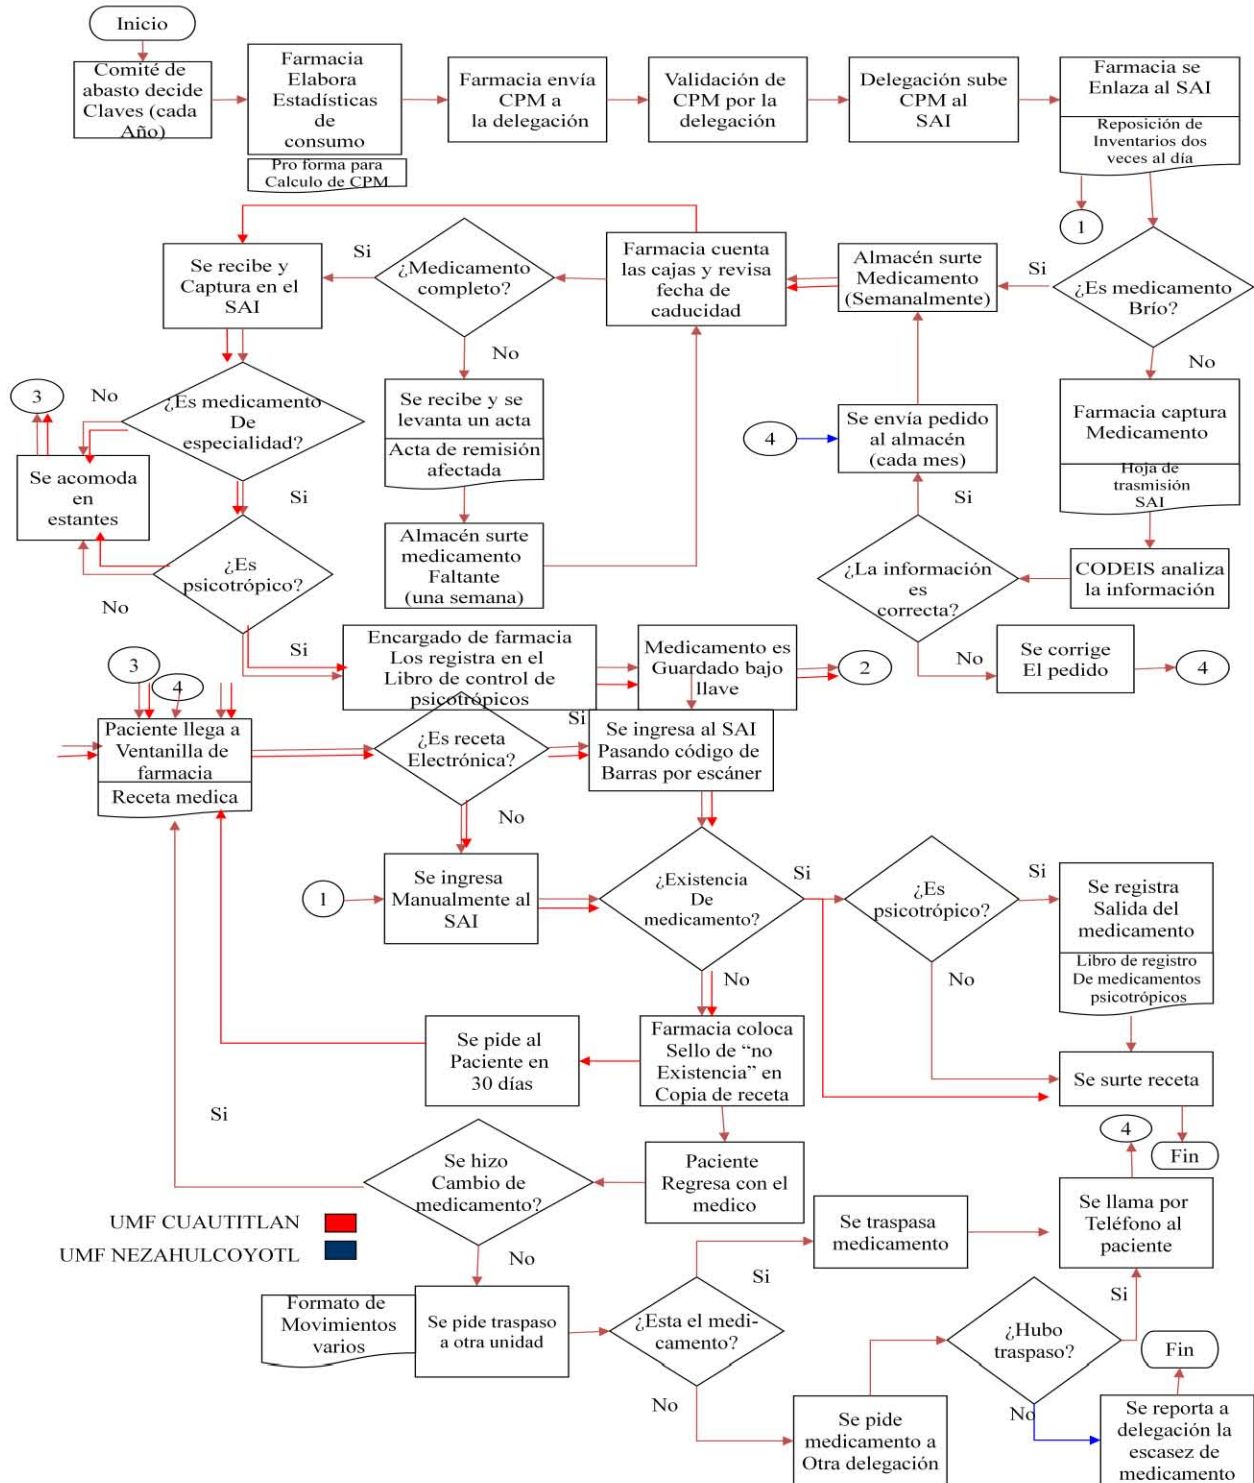 Inicio
Comité de
abasto decide
Claves (cada
Año)
Farmacia
Elabora
Estadísticas
de
consumo
Pro forma para
Calculo de CPM
Farmacia envía
CPM a
la delegación
Validación de
CPM por la
delegación
Delegación sube
CPM al
SAI
Farmacia se
Enlaza al SAI
Reposición de
Inventarios dos
veces al día
1
¿Es medicamento
Brío?
Si
No
Almacén surte
Medicamento
(Semanalmente)
Farmacia cuenta
las cajas y revisa
fecha de
caducidad
¿Medicamento
completo?
Si
No
Se recibe y
Captura en el
SAI
Se recibe y se
levanta un acta
Acta de remisión
afectada
Almacén surte
medicamento
Faltante
(una semana)
Farmacia captura
Medicamento
Hoja de
trasmisión
SAI
CODEIS analiza
la información
¿La información
es
correcta?
Si
No
Se envía pedido
al almacén
(cada mes)
4
Se corrige
El pedido
4
¿Es medicamento
De
especialidad?
No
Si
3
Se acomoda
en
estantes
¿Es
psicotrópico?
No
Si
Encargado de farmacia
Los registra en el
Libro de control de
psicotrópicos
Medicamento es
Guardado bajo
llave
2
3
4
Paciente llega a
Ventanilla de
farmacia
Receta medica
¿Es receta
Electrónica?
Si
No
Se ingresa al SAI
Pasando código de
Barras por escáner
1
Se ingresa
Manualmente al
SAI
¿Existencia
De
medicamento?
Si
No
¿Es
psicotrópico?
Si
No
Se registra
Salida del
medicamento
Libro de registro
De medicamentos
psicotrópicos
Se surte receta
Fin
Farmacia coloca
Sello de “no
Existencia” en
Copia de receta
Se pide al
Paciente en
30 días
Paciente
Regresa con el
medico
Se hizo
Cambio de
medicamento?
Si
No
UMF CUAUTITLAN
UMF NEZAHULCOYOTL
Formato de
Movimientos
varios
Se pide traspaso
a otra unidad
¿Esta el medi-
camento?
Si
No
Se traspasa
medicamento
Se pide
medicamento a
Otra delegación
¿Hubo
traspaso?
Si
No
Se llama por
Teléfono al
paciente
4
Se reporta a
delegación la
escasez de
medicamento
Fin